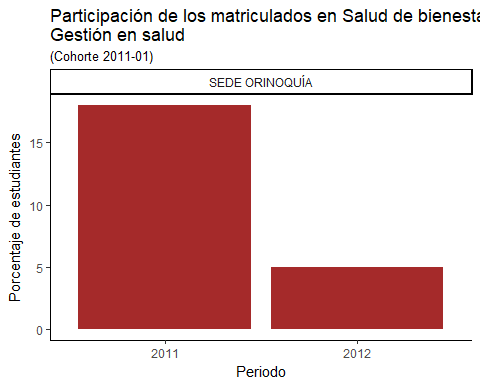 Participación de los matriculados en Salud de bienesta
Gestión en salud
(Cohorte 2011-01)
SEDE ORINOQUÍA
Porcentaje de estudiantes
15
10
5
0
2011
2012
Periodo